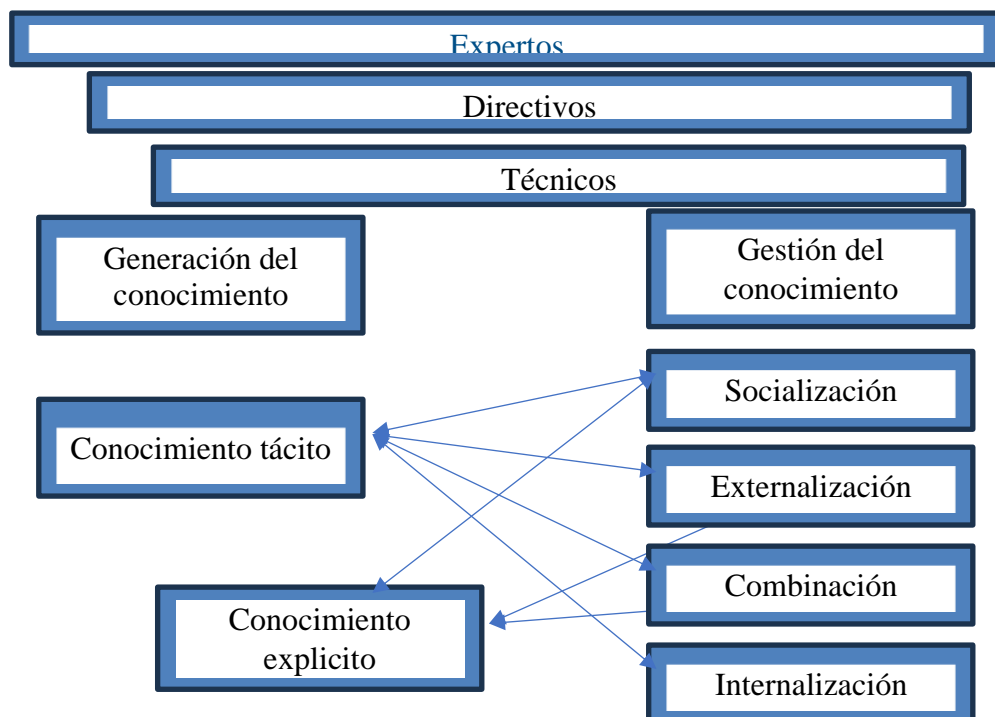 Expertos
Directivos
Técnicos
Generación del
conocimiento
Gestión del
conocimiento
Socialización
Conocimiento tácito
Externalización
Combinación
Conocimiento
explicito
Internalización